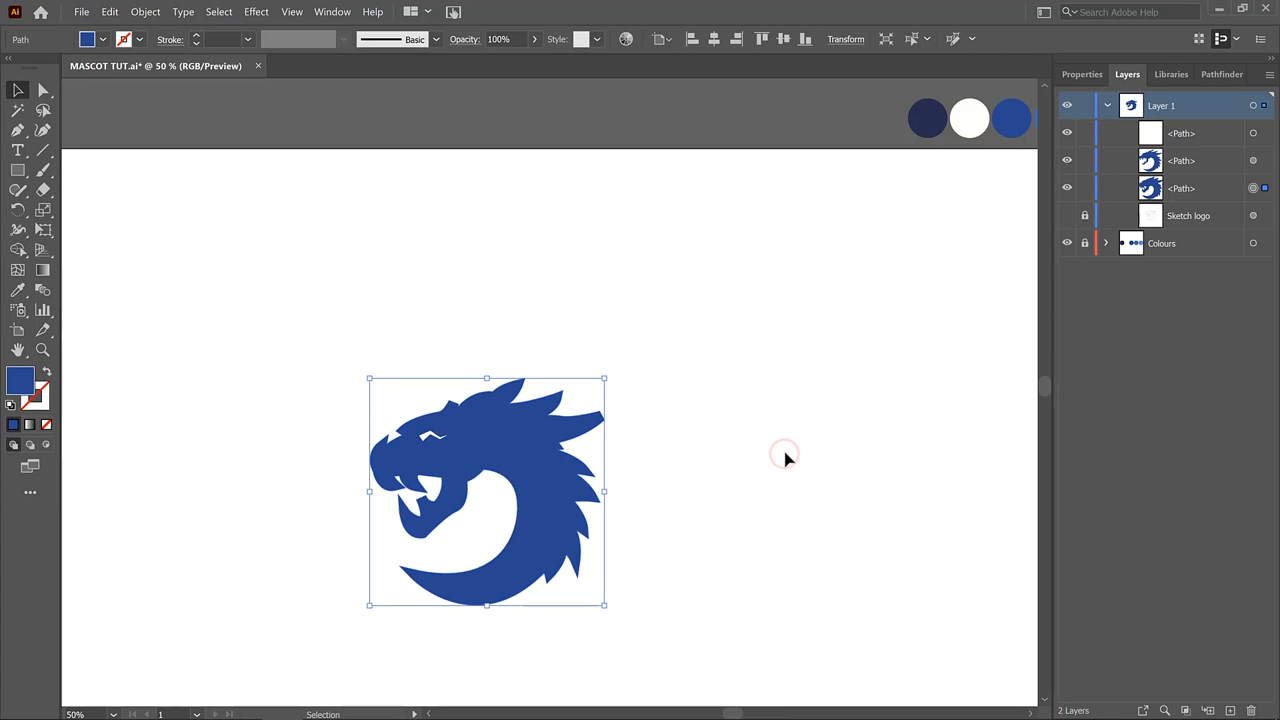 Ai File Edit Object Type Select Effect View Window Help Search Adobe Help
Path Stroke: Basic Opacity: 100% Style: Transform
MASCOT TUT.ai* @ 50 % (RGB/Preview) ×
Properties Layers Libraries Pathfinder
Layer 1
<Path>
<Path>
<Path>
Sketch logo
Colours
50% 1 Selection
2 Layers